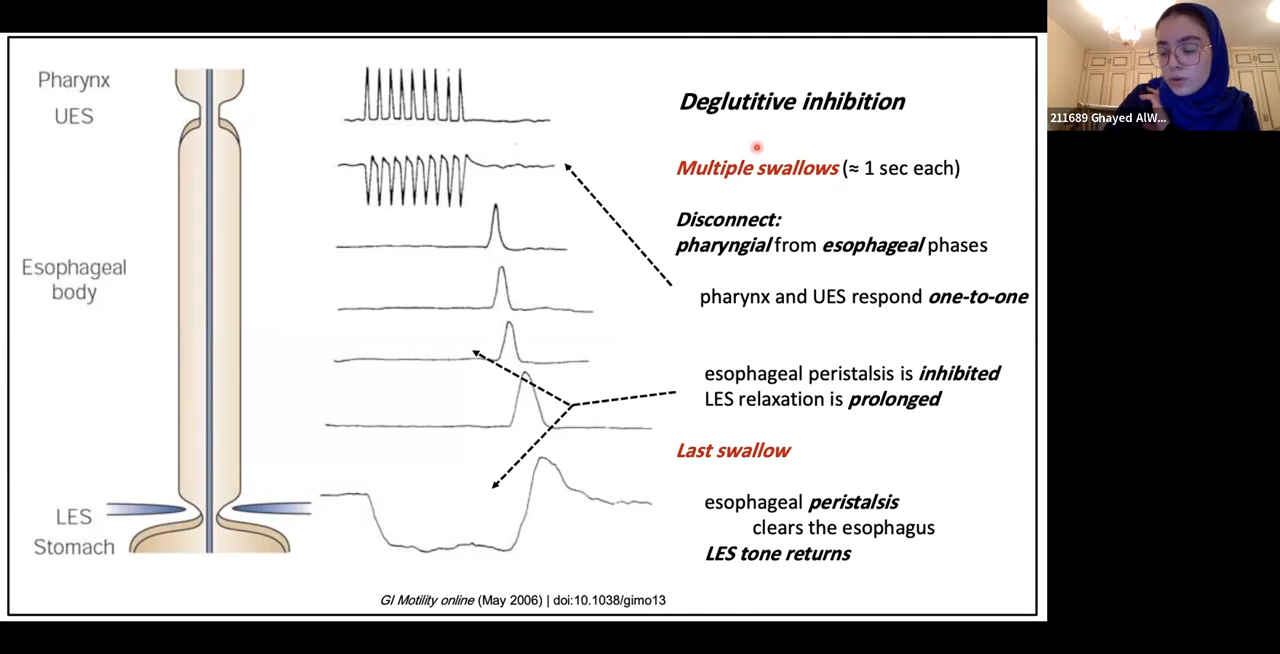 Pharynx
UES
Esophageal
body
LES
Stomach
Deglutitive inhibition
Multiple swallows (≈ 1 sec each)
Disconnect:
pharyngial from esophageal phases
pharynx and UES respond one-to-one
esophageal peristalsis is inhibited
LES relaxation is prolonged
Last swallow
esophageal peristalsis
clears the esophagus
LES tone returns
GI Motility online (May 2006) | doi:10.1038/gimo13
211689 Ghayed AlW...